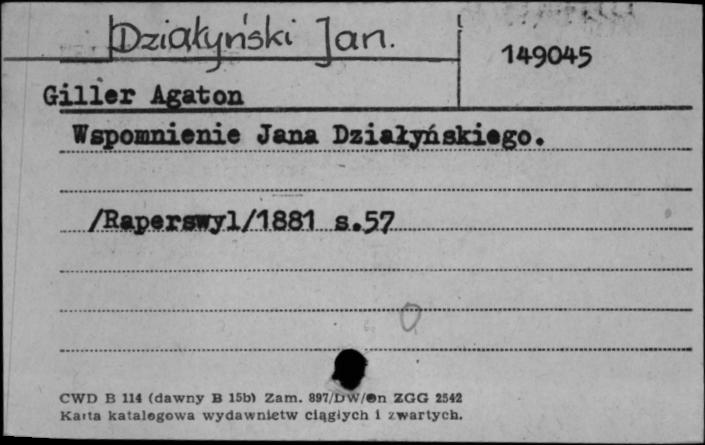 Działyński Jan.
149045
Giller Agaton
Wspomnienie Jana Działyńskiego.
/Raperswyl/1881 s.57
CWD B 114 (dawny B 15b) Zam. 897/DW/On ZGG 2542
Karta katalogowa wydawnictw ciągłych i zwartych.